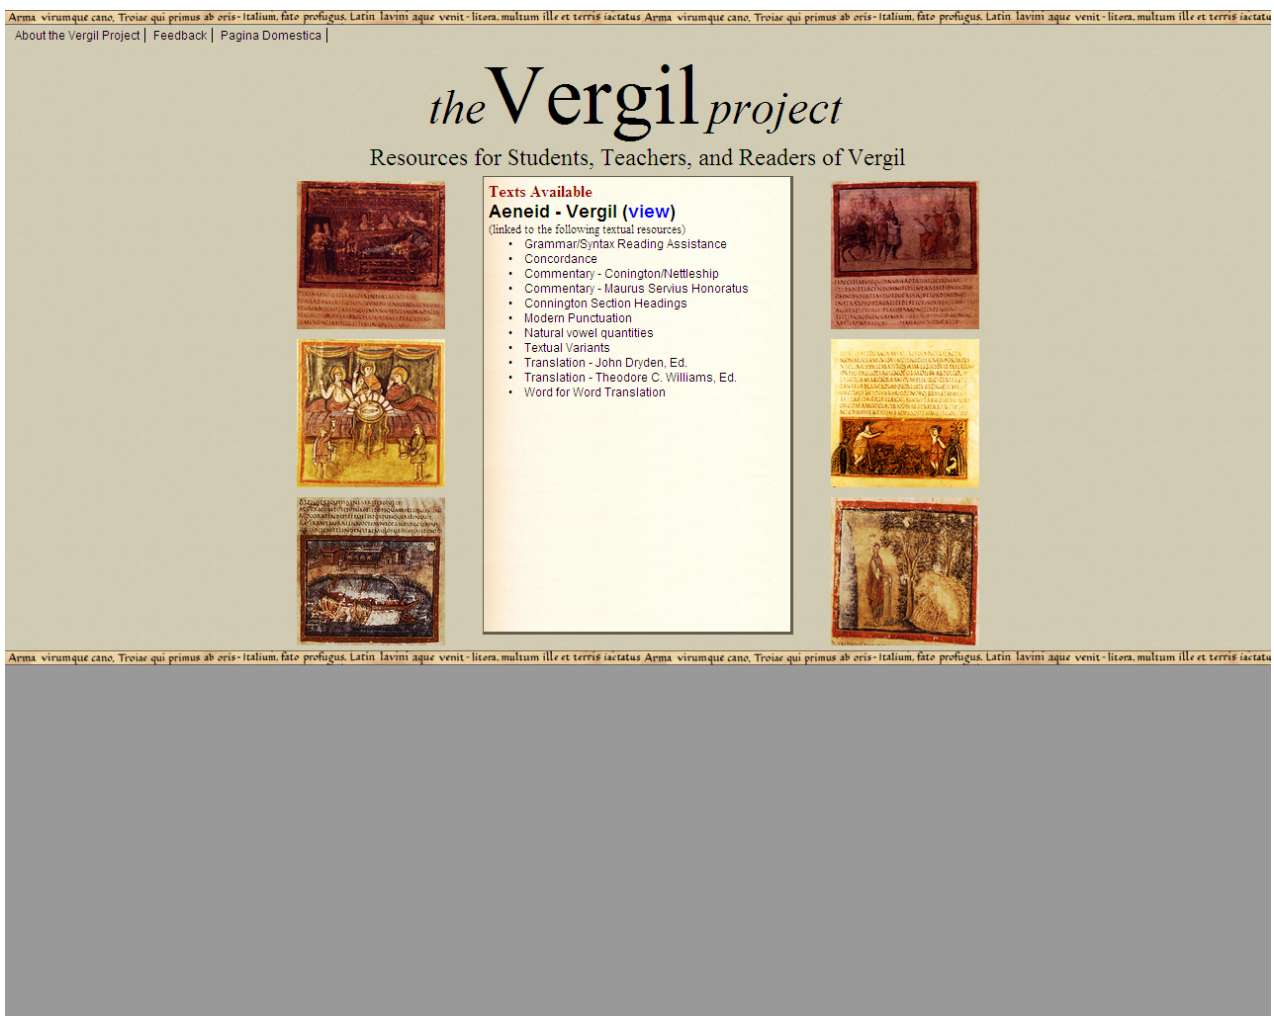 Arma virumque cano, Troiae qui primus ab oris - Italium, fato profugus, Latin lavini aque venit - litora, multum ille et terris iactatus Arma virumque cano, Troiae qui primus ab oris - Italium, fato profugus, Latin lavini aque venit - litora, multum ille et terris iactatu
About the Vergil Project | Feedback | Pagina Domestica |
the Vergil project
Resources for Students, Teachers, and Readers of Vergil
Texts Available
Aeneid - Vergil (view)
(linked to the following textual resources)
• Grammar/Syntax Reading Assistance
• Concordance
• Commentary - Conington/Nettleship
• Commentary - Maurus Servius Honoratus
• Connington Section Headings
• Modern Punctuation
• Natural vowel quantities
• Textual Variants
• Translation - John Dryden, Ed.
• Translation - Theodore C. Williams, Ed.
• Word for Word Translation
Arma virumque cano, Troiae qui primus ab oris - Italium, fato profugus, Latin lavini aque venit - litora, multum ille et terris iactatus Arma virumque cano, Troiae qui primus ab oris - Italium, fato profugus, Latin lavini aque venit - litora, multum ille et terris iactatu